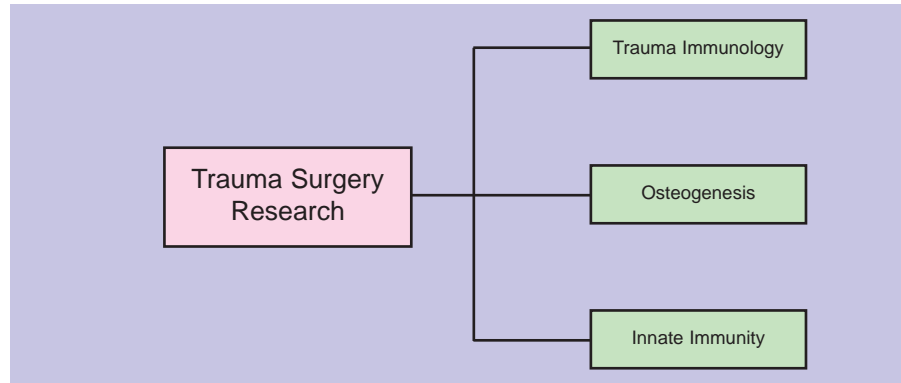 Trauma Immunology
Trauma Surgery
Research
Osteogenesis
Innate Immunity